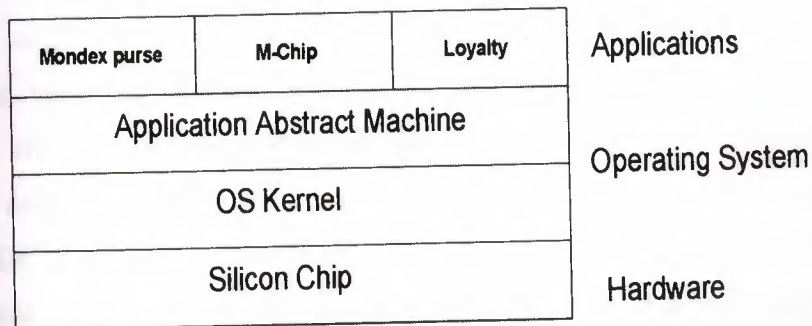 Mondex purse M-Chip Loyalty Applications
Application Abstract Machine
Operating System
OS Kernel
Silicon Chip
Hardware